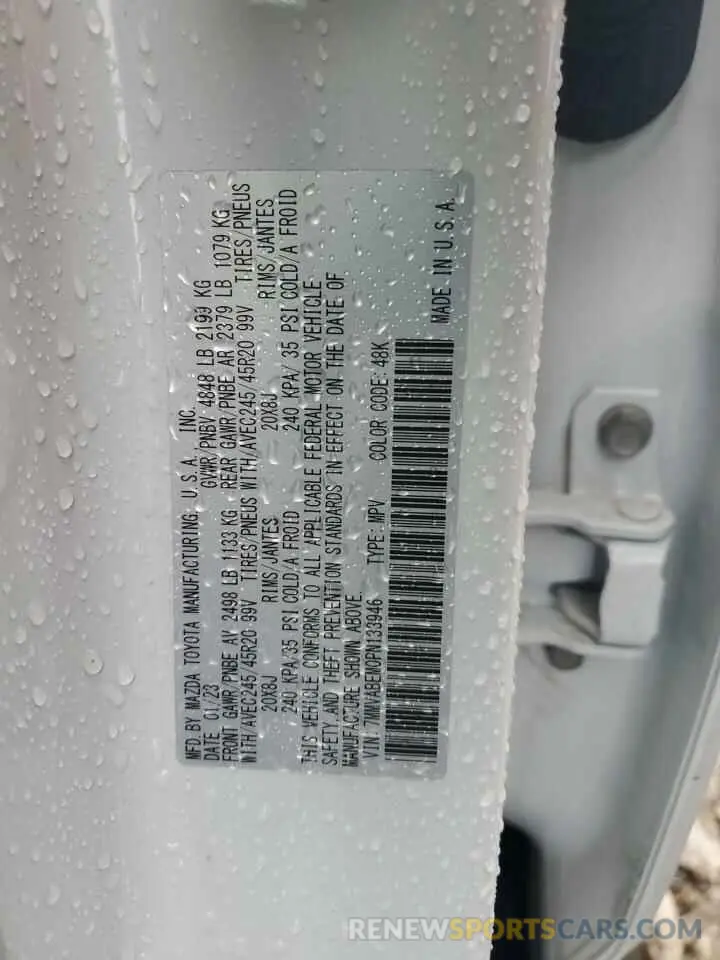 MFD.BY MAZDA TOYOTA MANUFACTURING, U.S.A., INC.
DATE 01/23 GVWR/PNBV 4848 LB 2199 KG
FRONT GAWR/PNBE AV 2498 LB 1133 KG REAR GAWR/PNBE AR 2379 LB 1079 KG
WITH/AVEC245/45R20 99V TIRES/PNEUS WITH/AVEC245/45R20 99V TIRES/PNEUS
20X8J RIMS/JANTES 20X8J RIMS/JANTES
240 KPA/35 PSI COLD/A FROID 240 KPA/ 35 PSI COLD/A FROID
THIS VEHICLE CONFORMS TO ALL APPLICABLE FEDERAL MOTOR VEHICLE
SAFETY,AND THEFT PREVENTION STANDARDS IN EFFECT ON THE DATE OF
MANUFACTURE SHOWN ABOVE.
VIN:7MMVABEM0PN133946 TYPE:MPV COLOR CODE: 48K
MADE IN U.S.A.
RENEWSPORTSCARS.COM